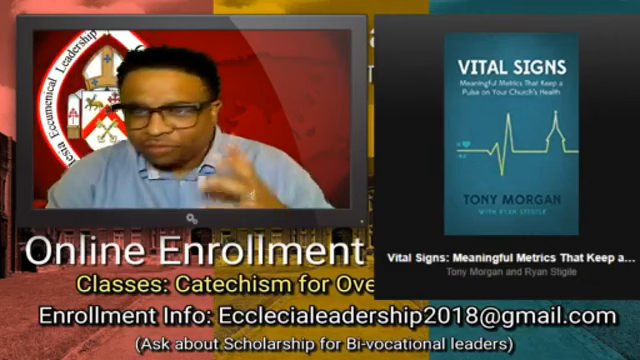 Ecumenical Leadership
VITAL SIGNS
Meaningful Metrics That Keep a
Pulse on Your Church's Health
TONY MORGAN
WITH RYAN STIGILE
Vital Signs: Meaningful Metrics That Keep a...
Tony Morgan and Ryan Stigile
Online Enrollment
Classes: Catechism for Ove
Enrollment Info: Ecclecialeadership2018@gmail.com
(Ask about Scholarship for Bi-vocational leaders)